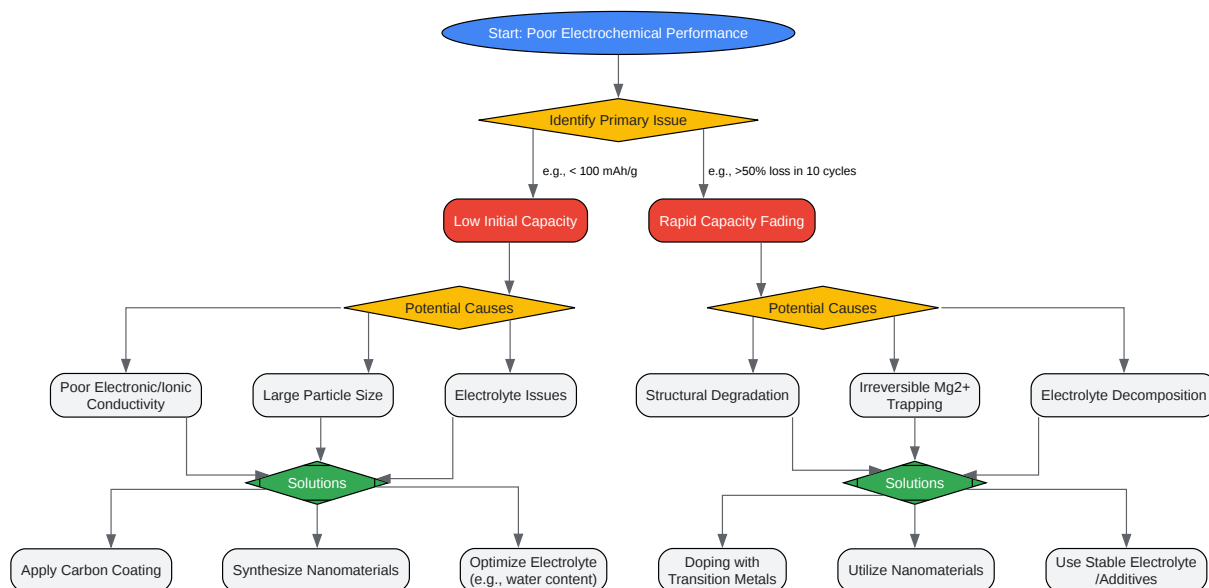 Start: Poor Electrochemical Performance
Identify Primary Issue
e.g., < 100 mAh/g
e.g., >50% loss in 10 cycles
Low Initial Capacity
Rapid Capacity Fading
Potential Causes
Potential Causes
Poor Electronic/Ionic
Conductivity
Large Particle Size
Electrolyte Issues
Structural Degradation
Irreversible Mg2+
Trapping
Electrolyte Decomposition
Solutions
Solutions
Apply Carbon Coating
Synthesize Nanomaterials
Optimize Electrolyte
(e.g., water content)
Doping with
Transition Metals
Utilize Nanomaterials
Use Stable Electrolyte
/Additives